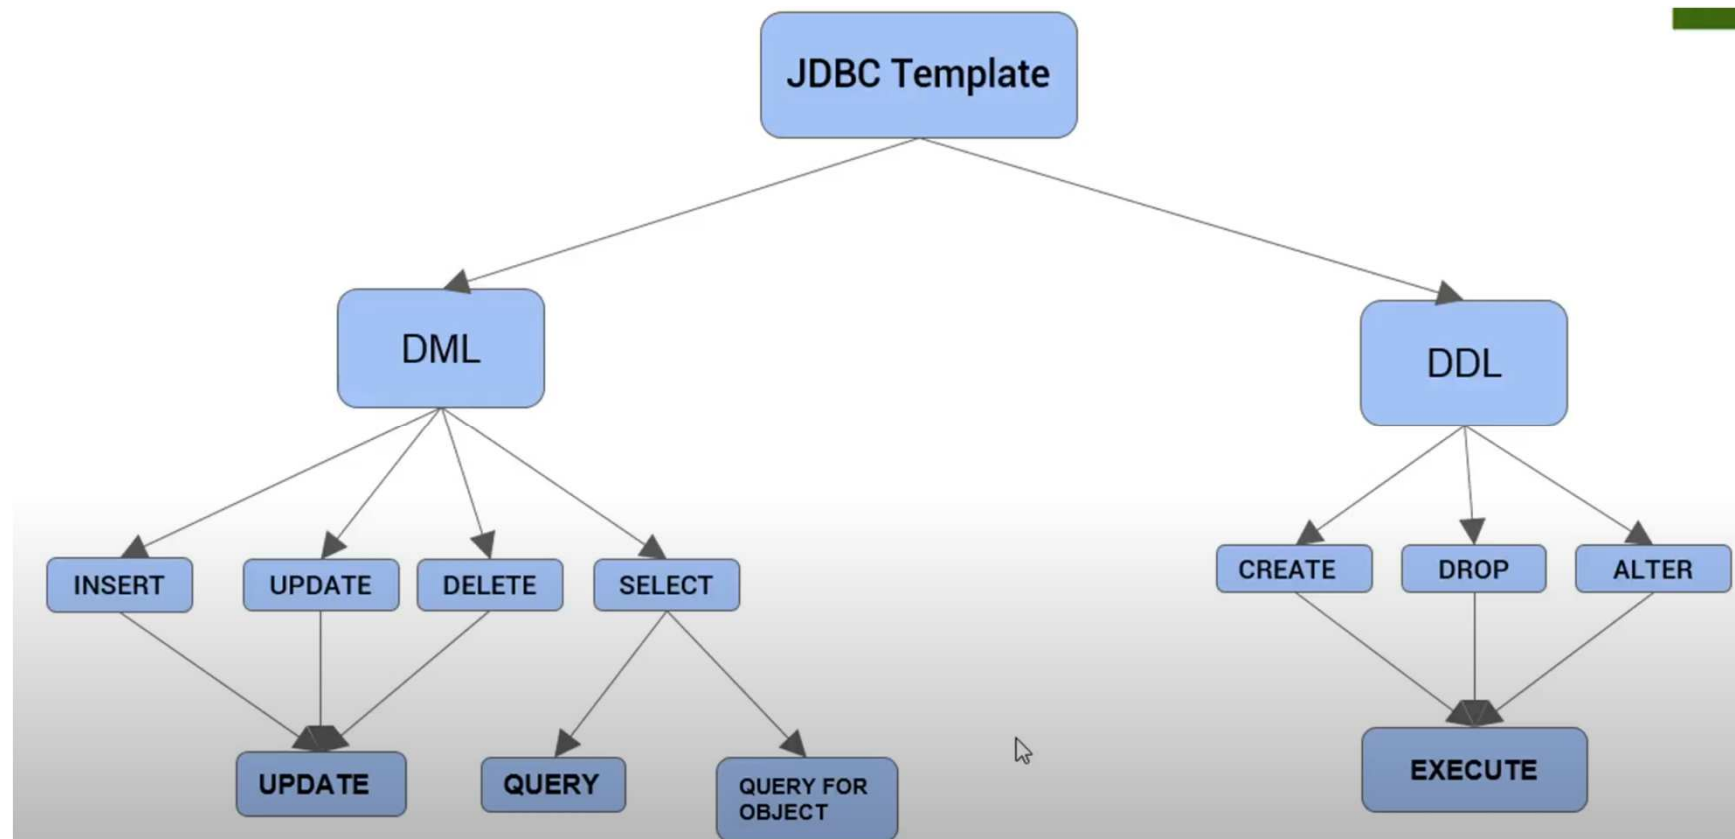 JDBC Template
DML
DDL
INSERT
UPDATE
DELETE
SELECT
CREATE
DROP
ALTER
UPDATE
QUERY
QUERY FOR
OBJECT
EXECUTE